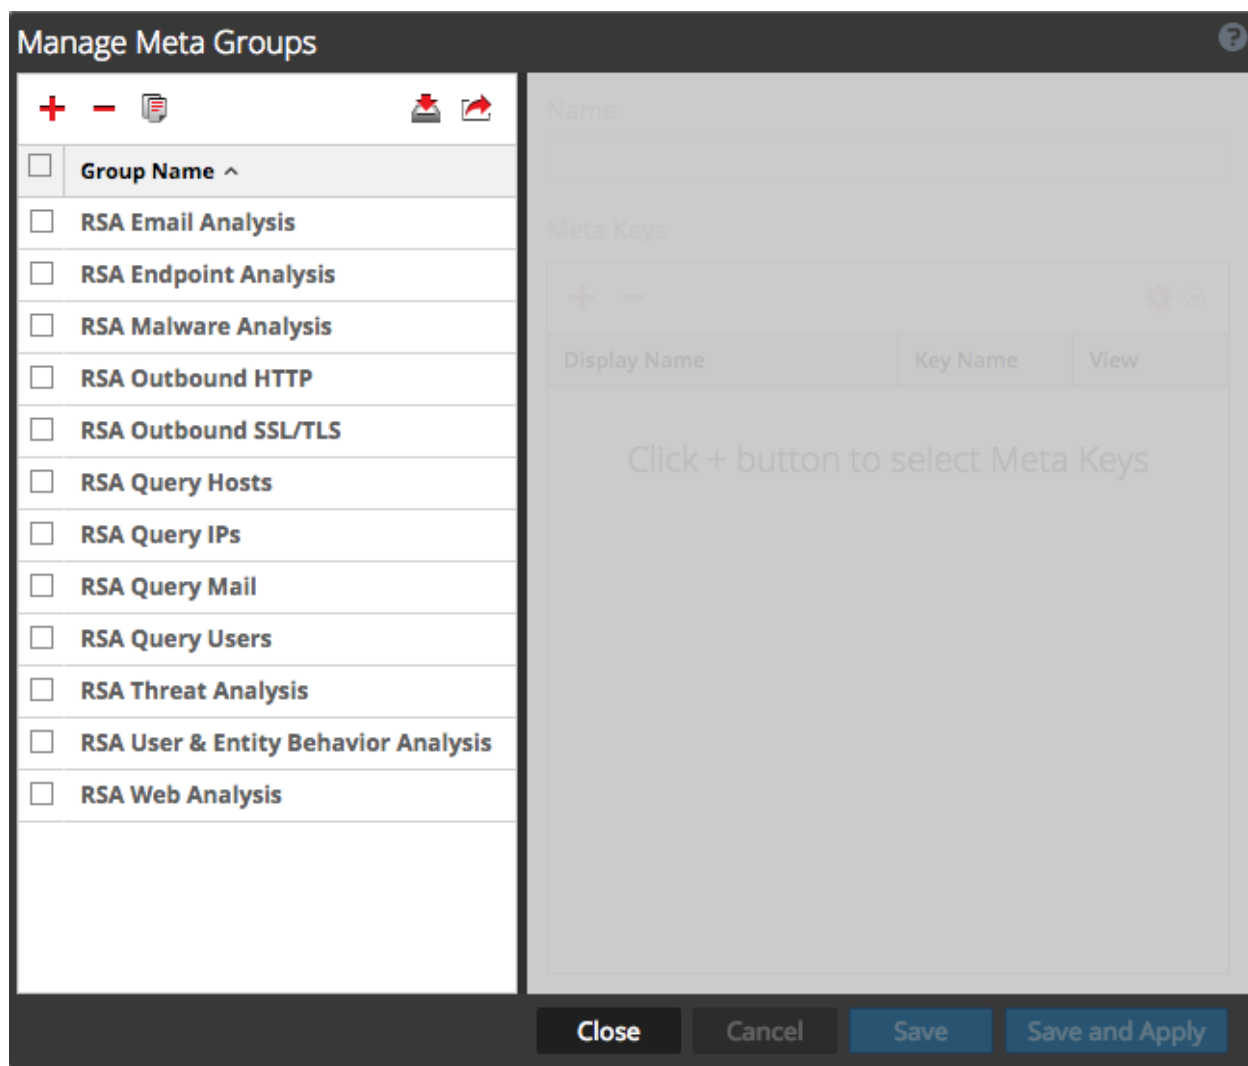 Manage Meta Groups
Name
Group Name
Meta Keys
RSA Email Analysis
RSA Endpoint Analysis
RSA Malware Analysis
RSA Outbound HTTP
RSA Outbound SSL/TLS
RSA Query Hosts
RSA Query IPs
RSA Query Mail
RSA Query Users
RSA Threat Analysis
RSA User & Entity Behavior Analysis
RSA Web Analysis
Display Name Key Name View
Click + button to select Meta Keys
Close Cancel Save Save and Apply